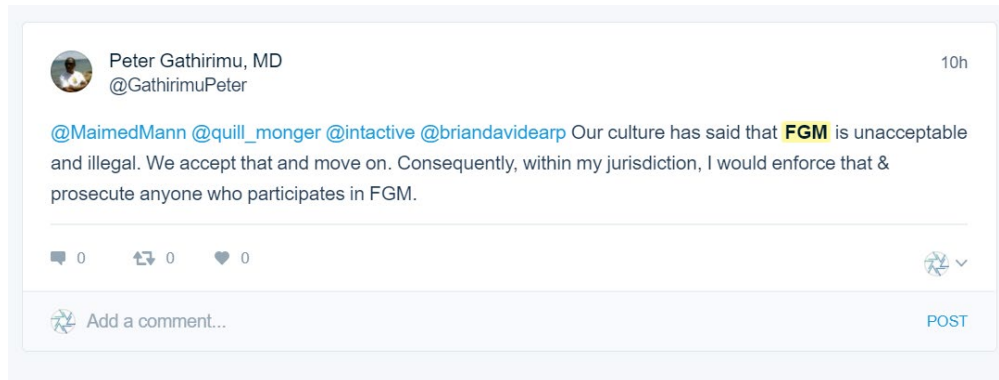 Peter Gathirimu, MD
10h
@GathirimuPeter
@MaimedMann @quill_monger @intactive @briandavidearp Our culture has said that FGM is unacceptable
and illegal. We accept that and move on. Consequently, within my jurisdiction, I would enforce that &
prosecute anyone who participates in FGM.
0 0 0
Add a comment... POST